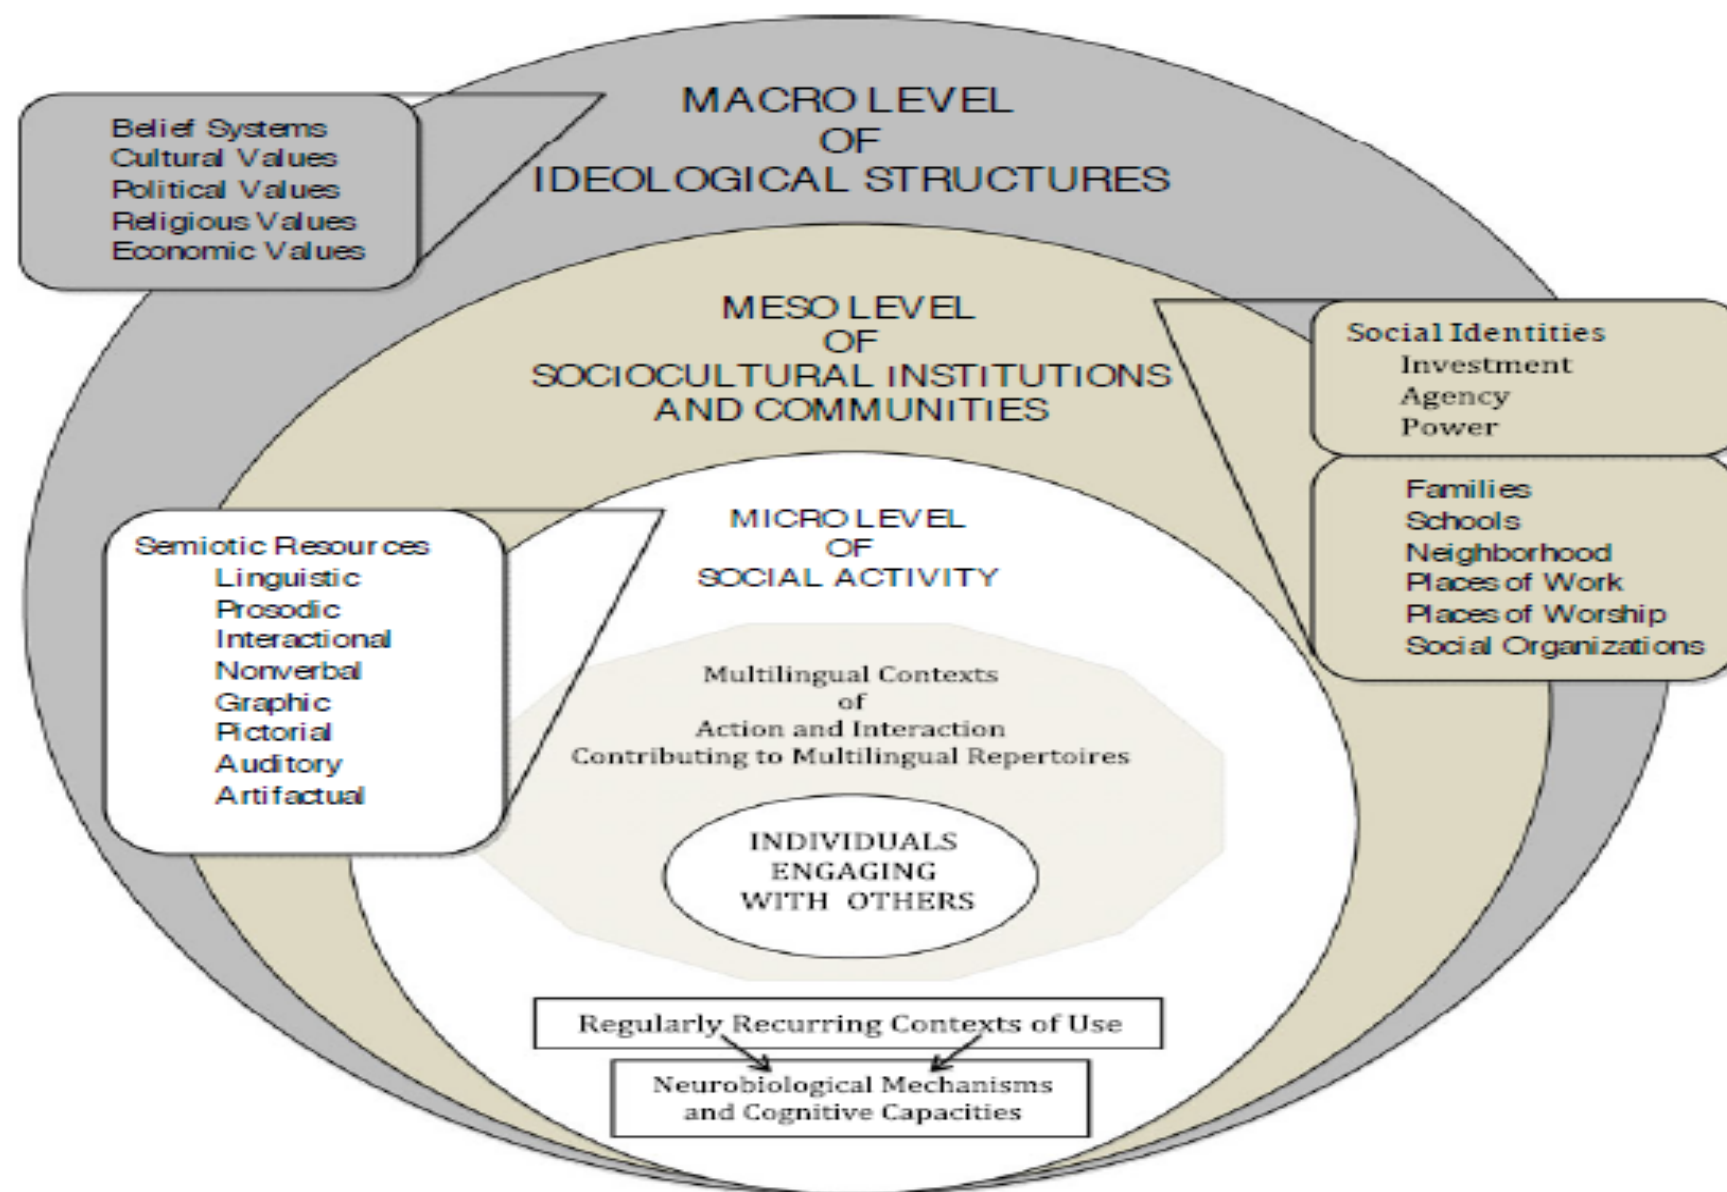 MACRO LEVEL
OF
IDEOLOGICAL STRUCTURES
Belief Systems
Cultural Values
Political Values
Religious Values
Economic Values
MESO LEVEL
OF
SOCIOCULTURAL INSTITUTIONS
AND COMMUNITIES
Social Identities
Investment
Agency
Power
Families
Schools
Neighborhood
Places of Work
Places of Worship
Social Organizations
MICRO LEVEL
OF
SOCIAL ACTIVITY
Semiotic Resources
Linguistic
Prosodic
Interactional
Nonverbal
Graphic
Pictorial
Auditory
Artifactual
Multilingual Contexts
of
Action and Interaction
Contributing to Multilingual Repertoires
INDIVIDUALS
ENGAGING
WITH OTHERS
Regularly Recurring Contexts of Use
Neurobiological Mechanisms
and Cognitive Capacities